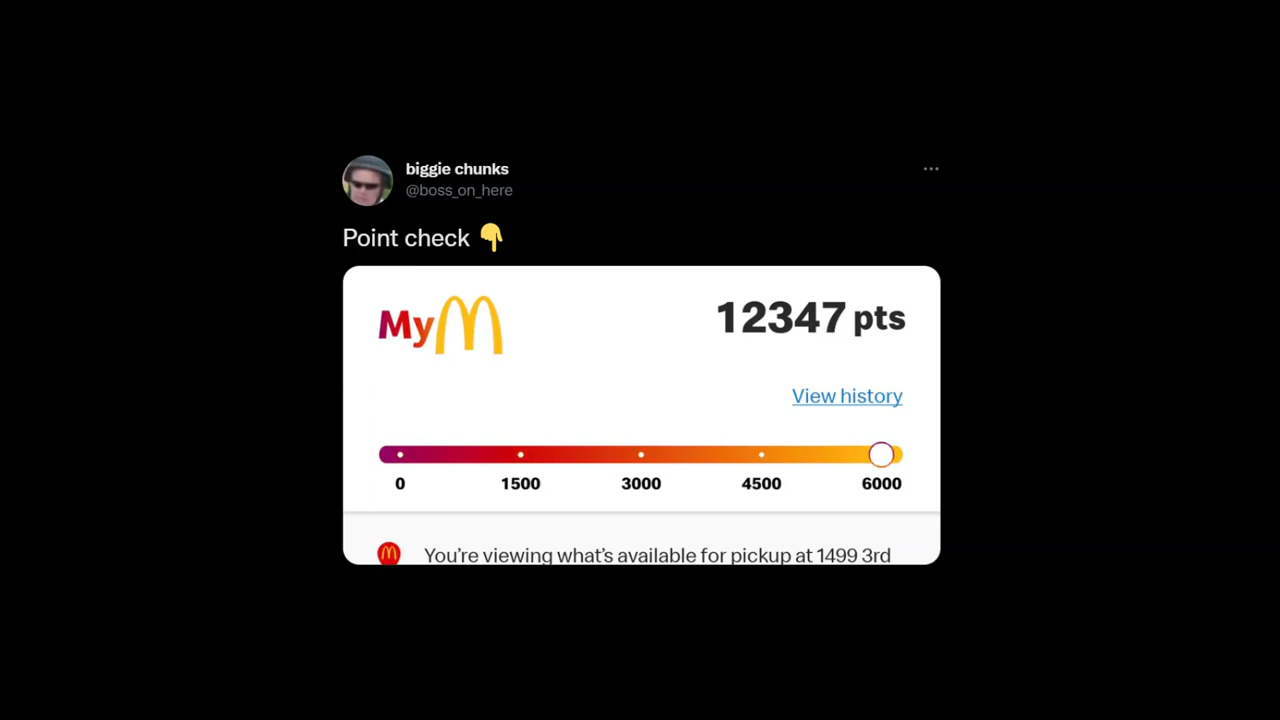 biggie chunks
@boss_on_here
Point check 👇
My
12347 pts
View history
0 1500 3000 4500 6000
You're viewing what's available for pickup at 1499 3rd